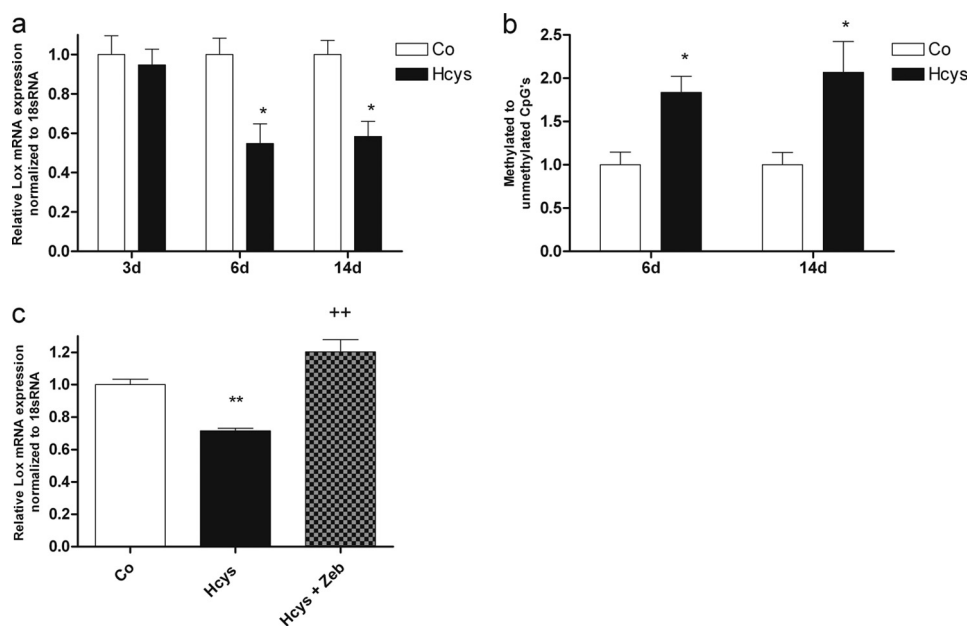 a
Relative Lox mRNA expression
normalized to 18sRNA
1.0
0.8
0.6
0.4
0.2
0.0
* *
3d 6d 14d
Co
Hcys
b
Methylated to
unmethylated CpG's
2.5
2.0
1.5
1.0
0.5
0.0
* *
6d 14d
Co
Hcys
c
Relative Lox mRNA expression
normalized to 18sRNA
1.2
1.0
0.8
0.6
0.4
0.2
0.0
**
++
Co
Hcys
Hcys + Zeb